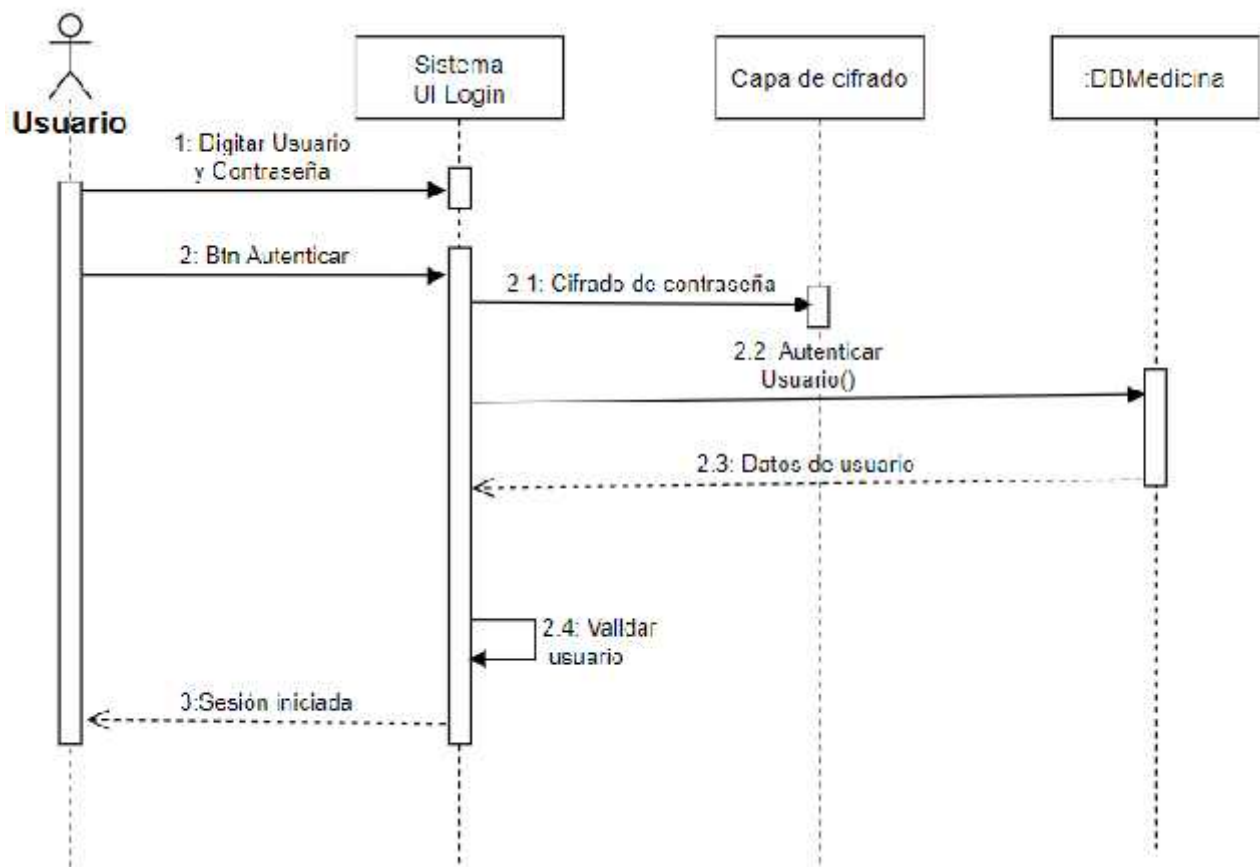 Sistema
UI Login
Capa de cifrado
:DBMedicina
Usuario
1: Digitar Usuario
y Contraseña
2: Btn Autenticar
2.1: Cifrado de contraseña
2.2: Autenticar
Usuario()
2.3: Datos de usuario
2.4: Validar
usuario
3:Sesión iniciada